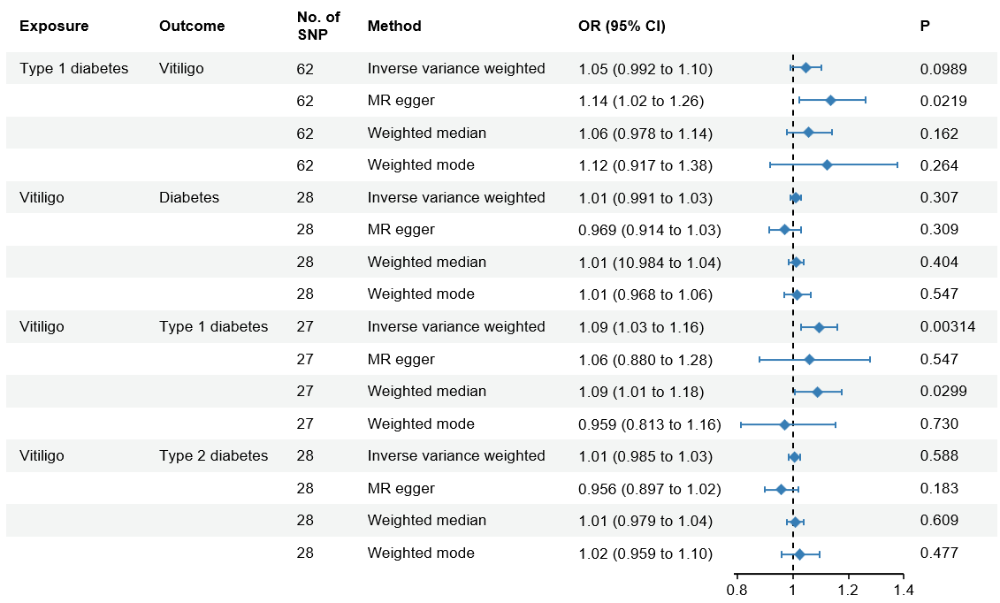 Exposure Outcome No. of SNP Method OR (95% CI) P
Type 1 diabetes Vitiligo 62 Inverse variance weighted 1.05 (0.992 to 1.10) 0.0989
62 MR egger 1.14 (1.02 to 1.26) 0.0219
62 Weighted median 1.06 (0.978 to 1.14) 0.162
62 Weighted mode 1.12 (0.917 to 1.38) 0.264
Vitiligo Diabetes 28 Inverse variance weighted 1.01 (0.991 to 1.03) 0.307
28 MR egger 0.969 (0.914 to 1.03) 0.309
28 Weighted median 1.01 (10.984 to 1.04) 0.404
28 Weighted mode 1.01 (0.968 to 1.06) 0.547
Vitiligo Type 1 diabetes 27 Inverse variance weighted 1.09 (1.03 to 1.16) 0.00314
27 MR egger 1.06 (0.880 to 1.28) 0.547
27 Weighted median 1.09 (1.01 to 1.18) 0.0299
27 Weighted mode 0.959 (0.813 to 1.16) 0.730
Vitiligo Type 2 diabetes 28 Inverse variance weighted 1.01 (0.985 to 1.03) 0.588
28 MR egger 0.956 (0.897 to 1.02) 0.183
28 Weighted median 1.01 (0.979 to 1.04) 0.609
28 Weighted mode 1.02 (0.959 to 1.10) 0.477
0.8 1 1.2 1.4